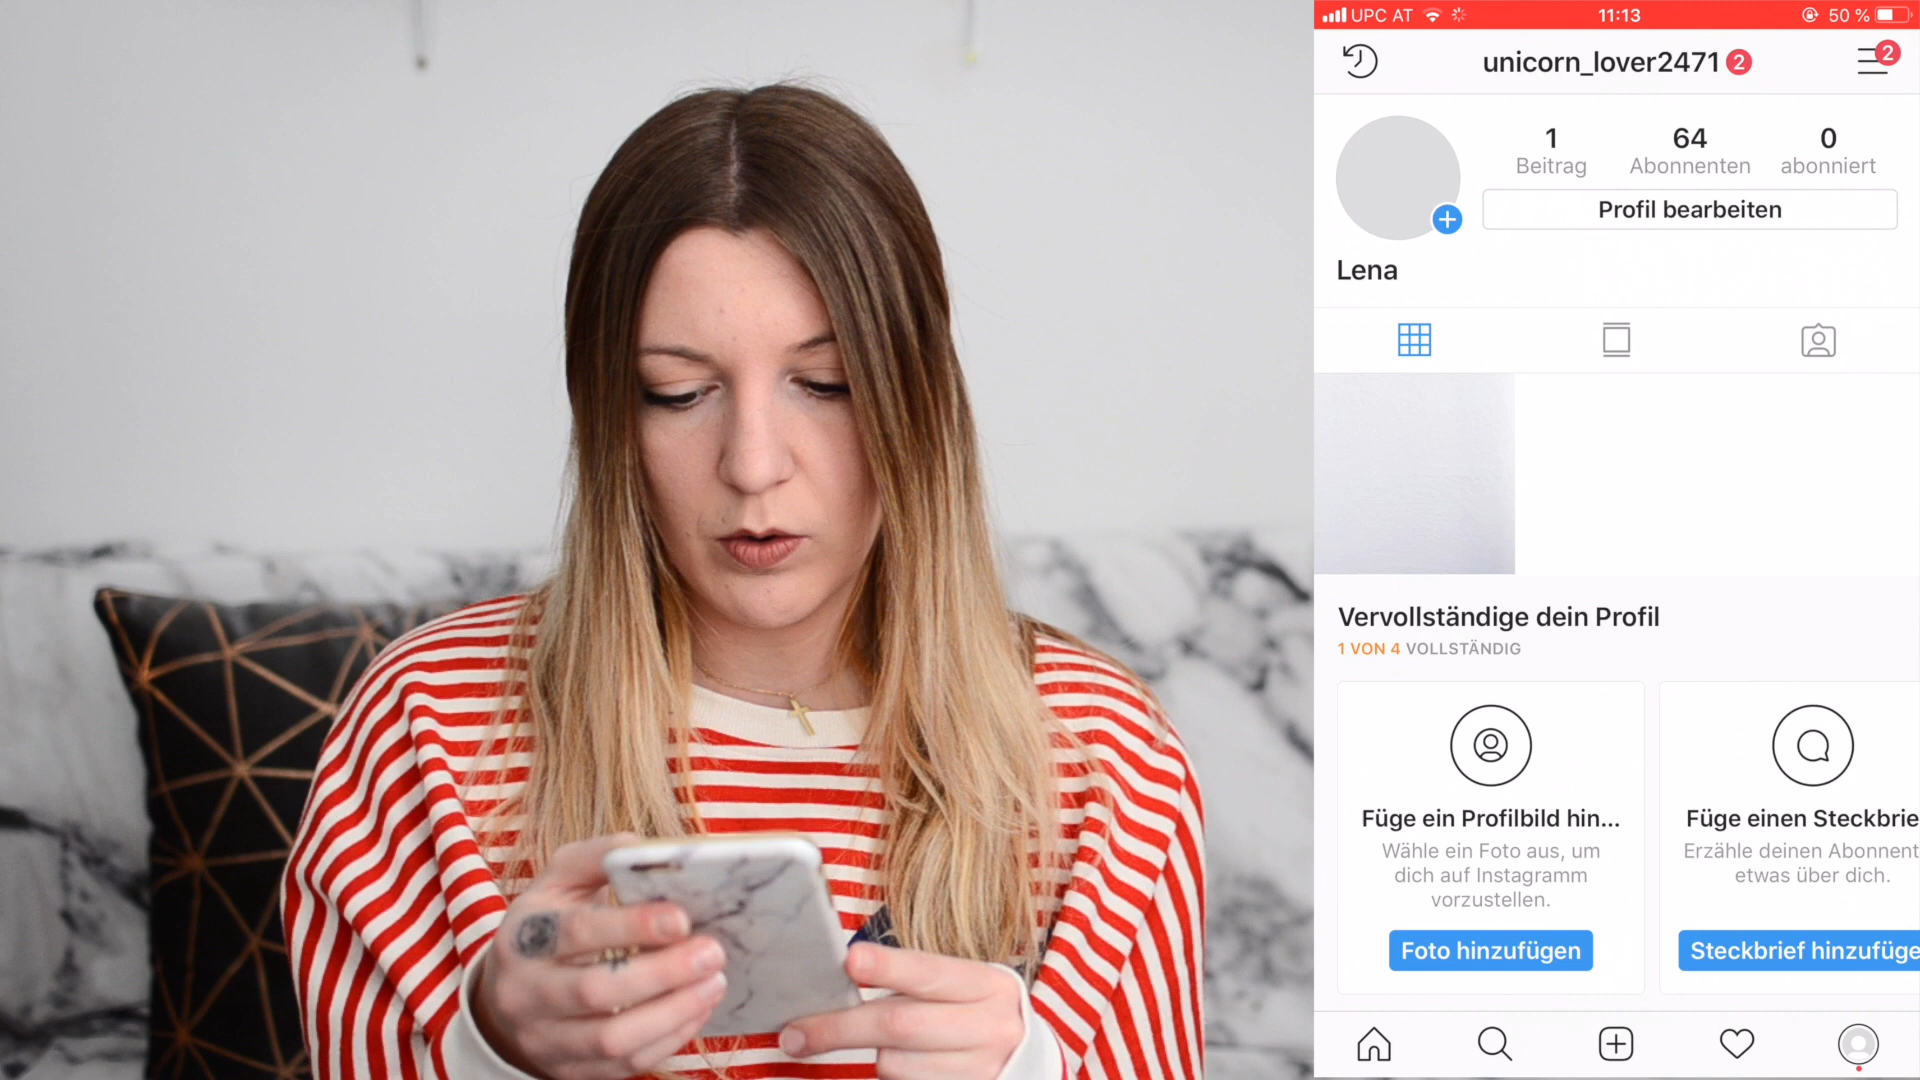 UPC AT 11:13 50 %
unicorn_lover2471 2 2
1 64 0
Beitrag Abonnenten abonniert
Profil bearbeiten
Lena
Vervollständige dein Profil
1 VON 4 VOLLSTÄNDIG
Füge ein Profilbild hin...
Wähle ein Foto aus, um
dich auf Instagramm
vorzustellen.
Foto hinzufügen
Füge einen Steckbrie
Erzähle deinen Abonnent
etwas über dich.
Steckbrief hinzufüge